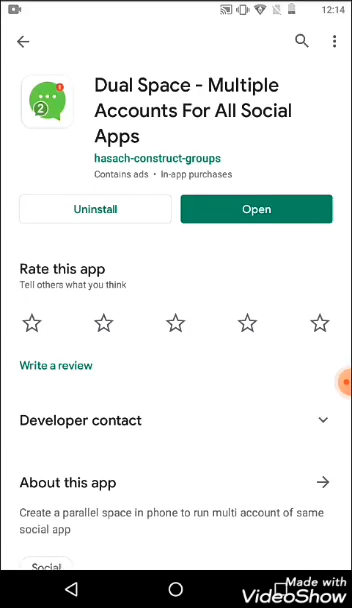 12:14
Dual Space - Multiple
Accounts For All Social
Apps
hasach-construct-groups
Contains ads • In-app purchases
2
Uninstall
Open
Rate this app
Tell others what you think
Write a review
Developer contact
About this app
Create a parallel space in phone to run multi account of same
social app
Social
Made with
VideoShow